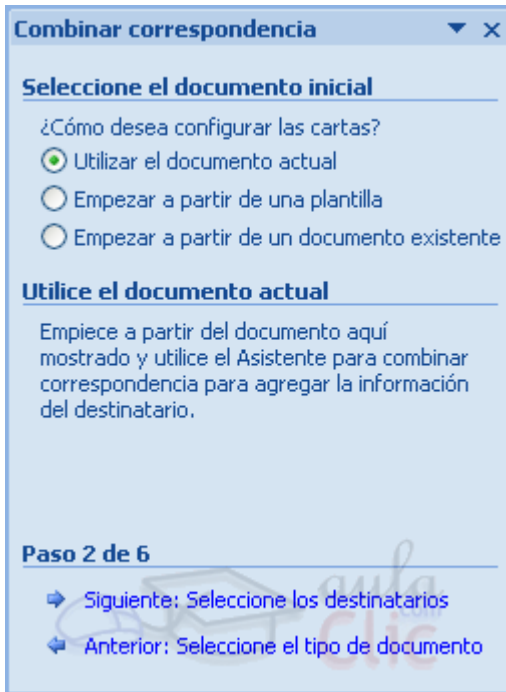 Combinar correspondencia
Seleccione el documento inicial
¿Cómo desea configurar las cartas?
Utilizar el documento actual
Empezar a partir de una plantilla
Empezar a partir de un documento existente
Utilice el documento actual
Empiece a partir del documento aquí
mostrado y utilice el Asistente para combinar
correspondencia para agregar la información
del destinatario.
Paso 2 de 6
Siguiente: Seleccione los destinatarios
Anterior: Seleccione el tipo de documento
aula
.com
Clic